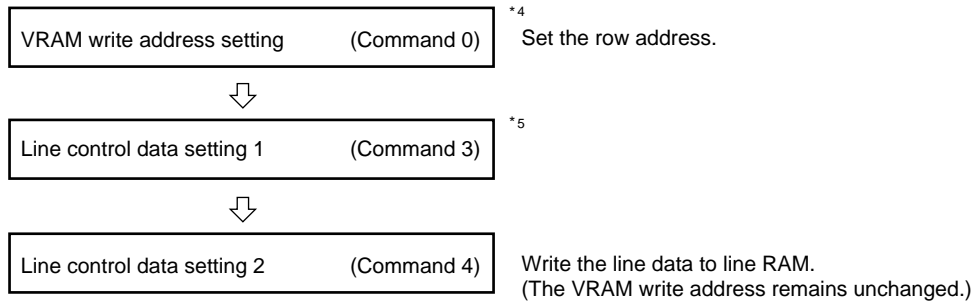 *4
VRAM write address setting (Command 0) Set the row address.
*5
Line control data setting 1 (Command 3)
Line control data setting 2 (Command 4) Write the line data to line RAM.
(The VRAM write address remains unchanged.)